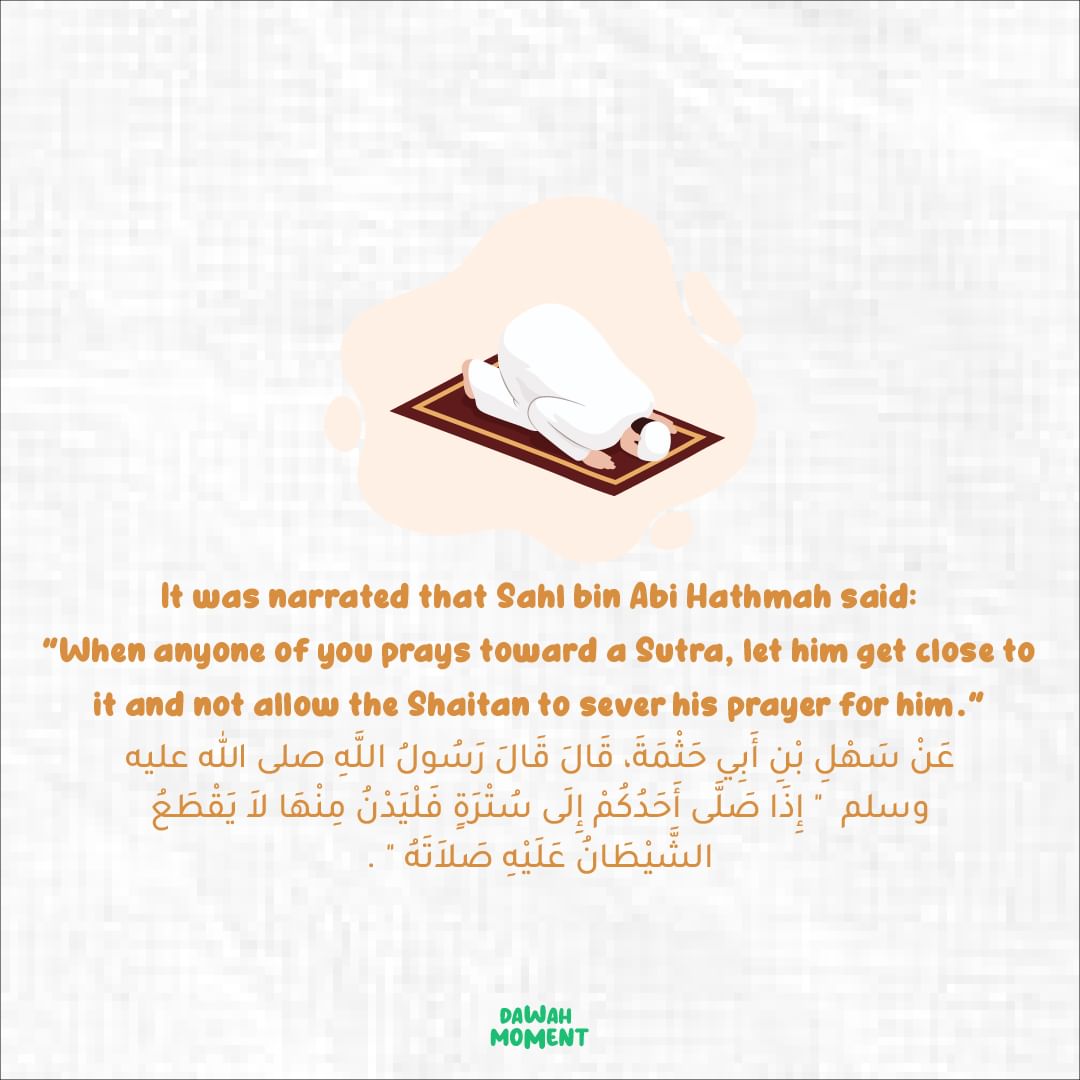 It was narrated that Sahl bin Abi Hathmah said:
"When anyone of you prays toward a Sutra, let him get close to
it and not allow the Shaitan to sever his prayer for him."
عَنْ سَهْلِ بْنِ أَبِي حَثْمَةَ، قَالَ قَالَ رَسُولُ اللَّهِ صلى الله عليه
وسلم ‏ "‏ إِذَا صَلَّى أَحَدُكُمْ إِلَى سُتْرَةٍ فَلْيَدْنُ مِنْهَا لاَ يَقْطَعُ
الشَّيْطَانُ عَلَيْهِ صَلاَتَهُ ‏"‏ ‏.‏
DAWAH
MOMENT